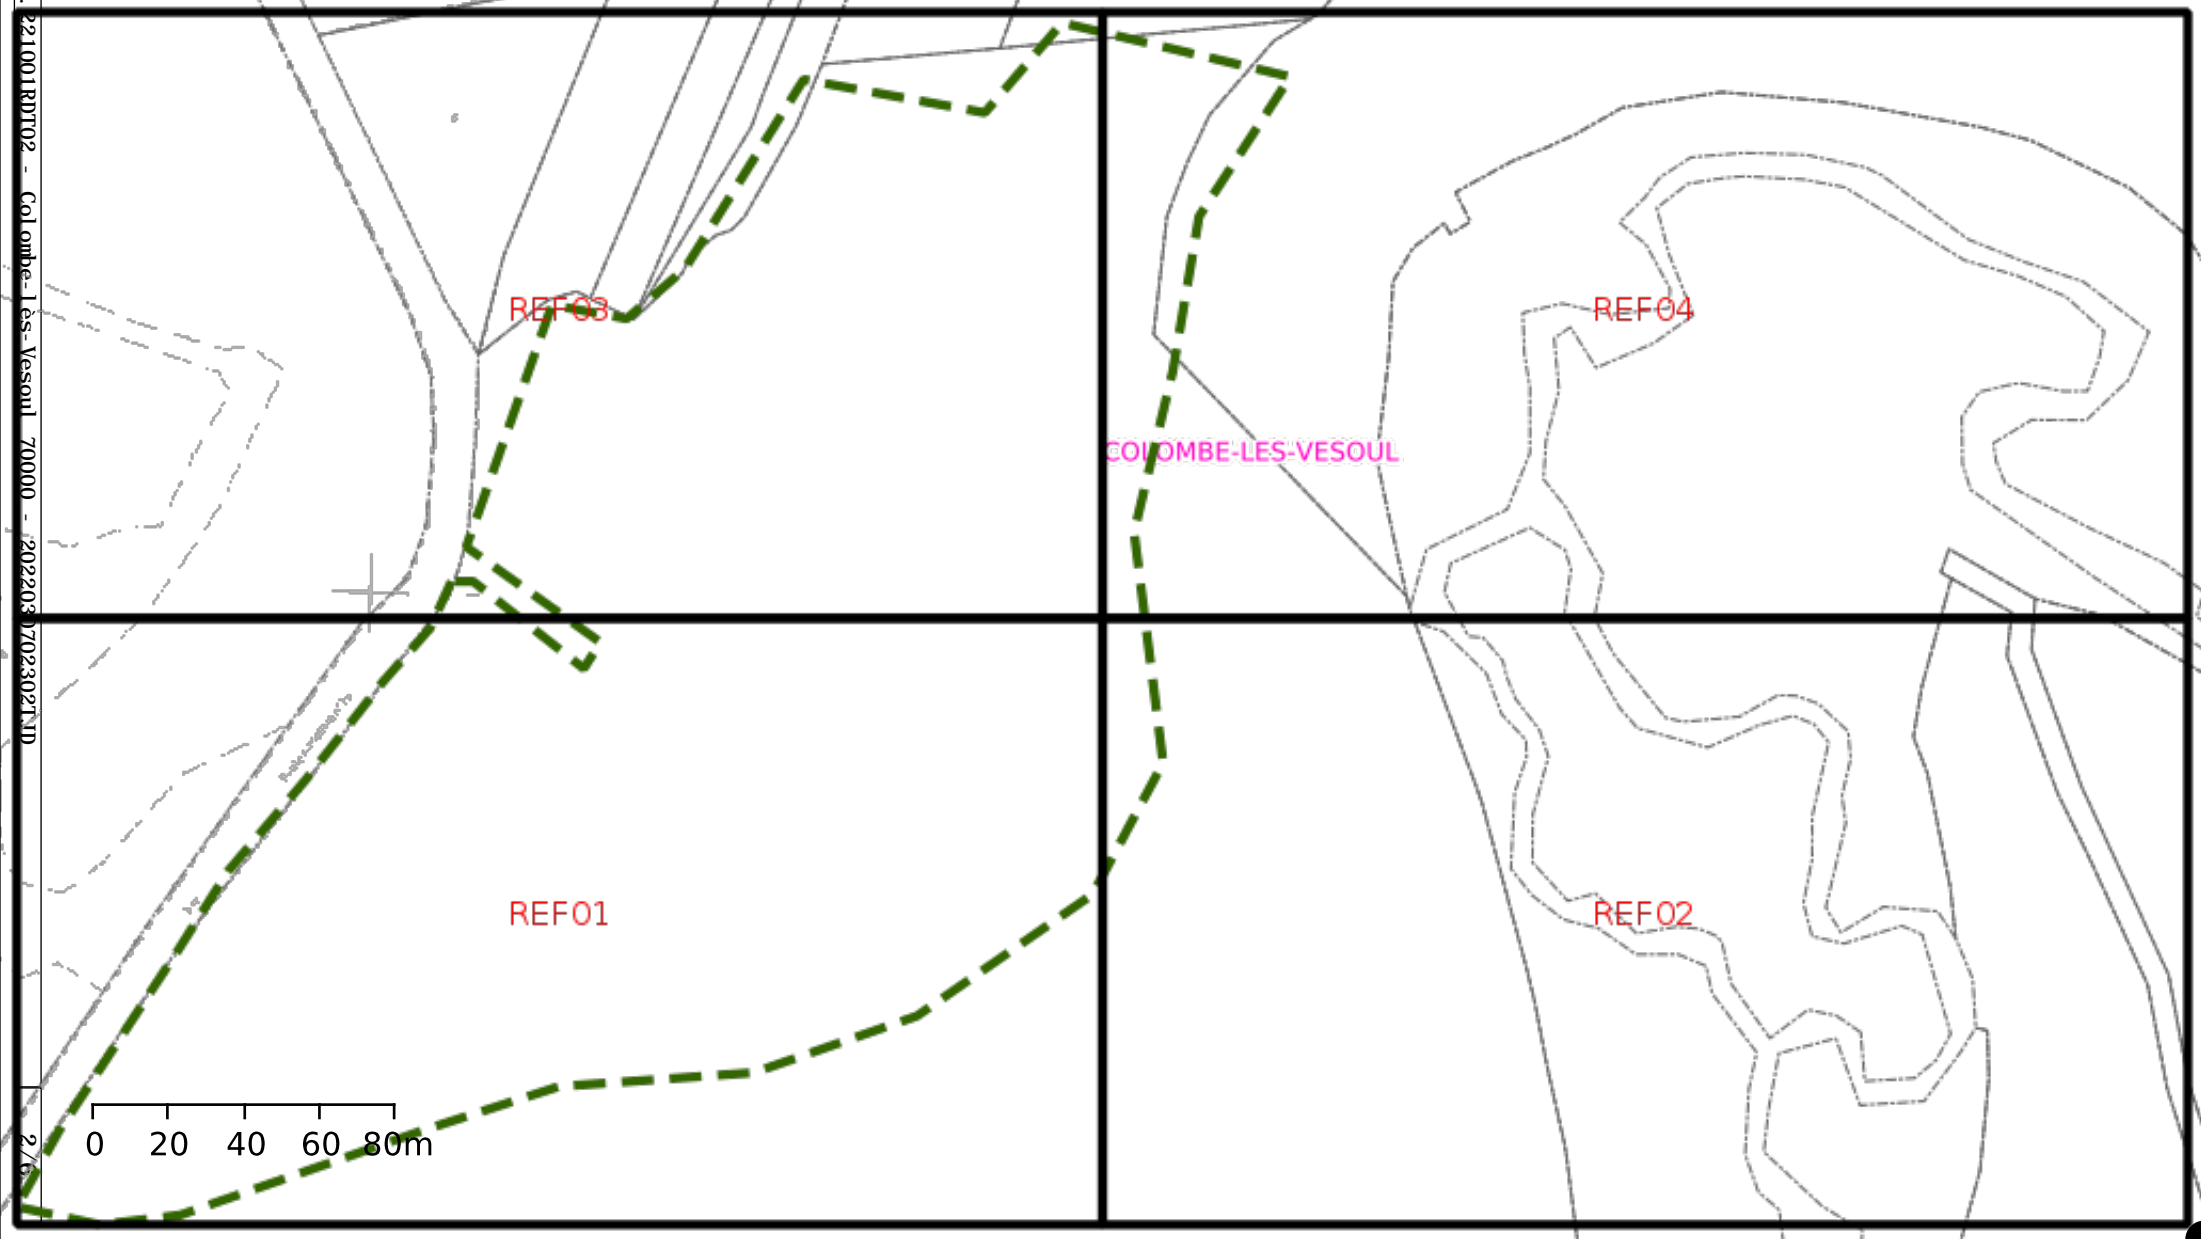 221001RDT02 - Colombe-lès-Vesoul 70000 - 2022030702302TJD
REF03
REF04
COLOMBE-LES-VESOUL
REF01
REF02
0 20 40 60 80m
2/6